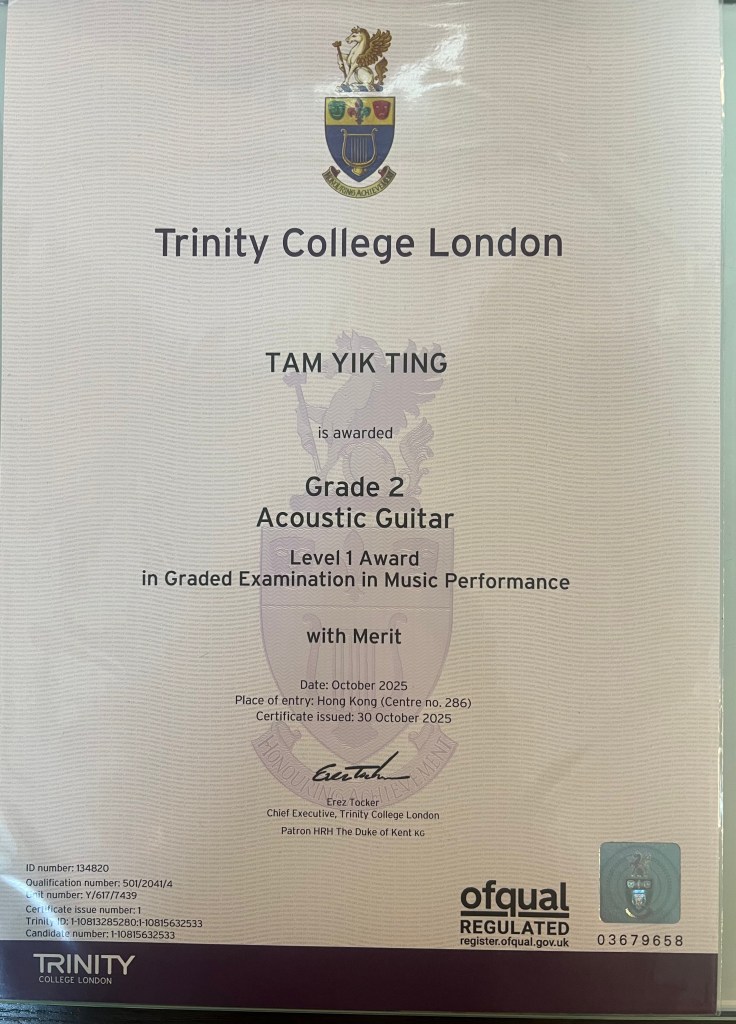 HONOURING ACHIEVEMENT
Trinity College London
TAM YIK TING
is awarded
Grade 2
Acoustic Guitar
Level 1 Award
in Graded Examination in Music Performance
with Merit
Date: October 2025
Place of entry: Hong Kong (Centre no. 286)
Certificate issued: 30 October 2025
HONOURING ACHIEVEMENT
Erez Tocker
Chief Executive, Trinity College London
Patron HRH The Duke of Kent KG
ID number: 134820
Qualification number: 501/2041/4
Unit number: Y/617/7439
Certificate issue number: 1
Trinity ID: 1-10813285280:1-10815632533
Candidate number: 1-10815632533
ofqual
REGULATED
register.ofqual.gov.uk
03679658
TRINITY
COLLEGE LONDON